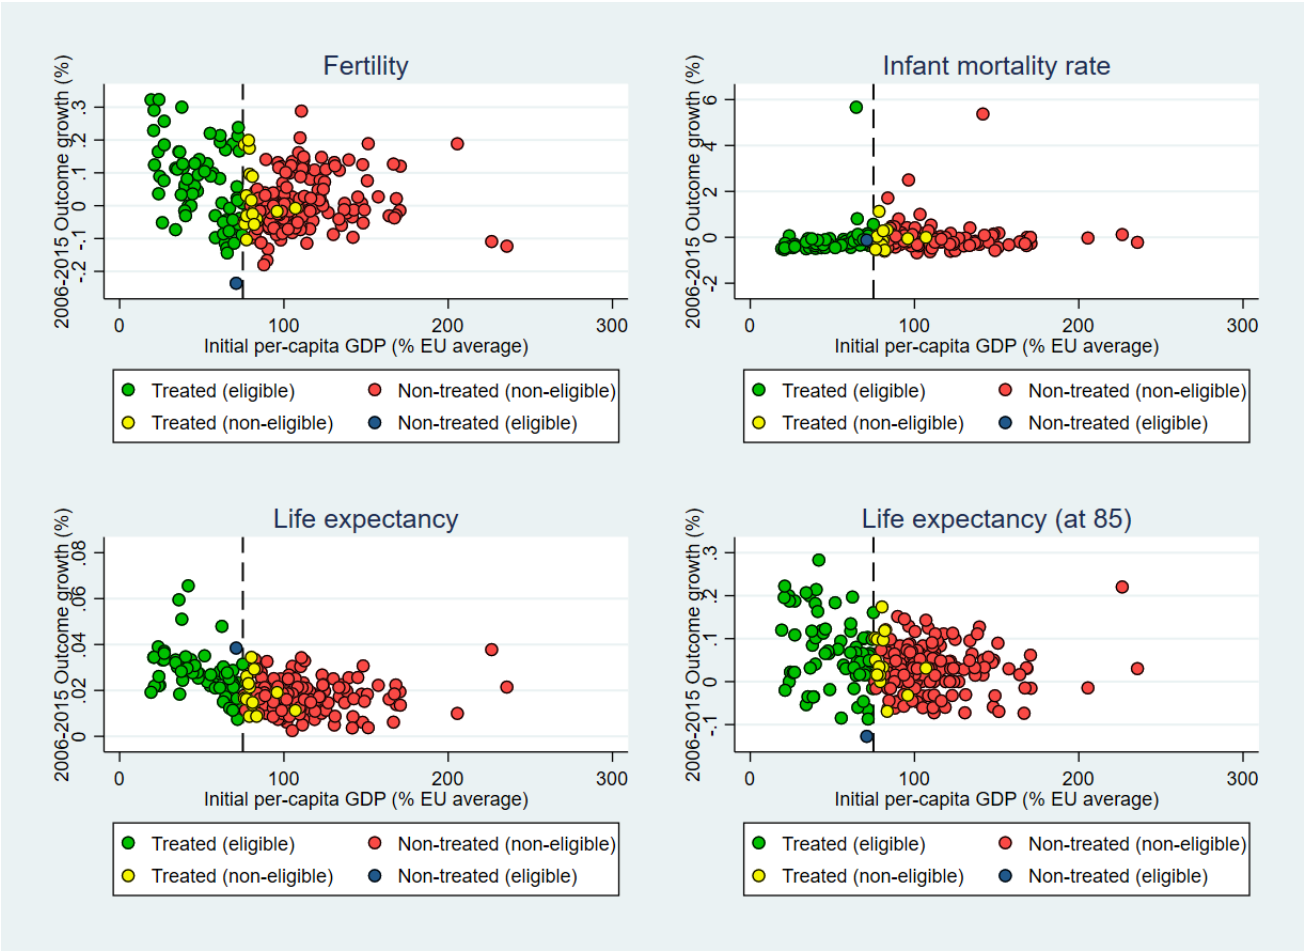 Fertility
2006-2015 Outcome growth (%)
.3
.2
.1
0
-.1
-.2
0 100 200 300
Initial per-capita GDP (% EU average)
Treated (eligible) Non-treated (non-eligible)
Treated (non-eligible) Non-treated (eligible)
Infant mortality rate
2006-2015 Outcome growth (%)
6
4
2
0
-2
0 100 200 300
Initial per-capita GDP (% EU average)
Treated (eligible) Non-treated (non-eligible)
Treated (non-eligible) Non-treated (eligible)
Life expectancy
2006-2015 Outcome growth (%)
.08
.06
.04
.02
0
0 100 200 300
Initial per-capita GDP (% EU average)
Treated (eligible) Non-treated (non-eligible)
Treated (non-eligible) Non-treated (eligible)
Life expectancy (at 85)
2006-2015 Outcome growth (%)
.3
.2
.1
0
-.1
0 100 200 300
Initial per-capita GDP (% EU average)
Treated (eligible) Non-treated (non-eligible)
Treated (non-eligible) Non-treated (eligible)